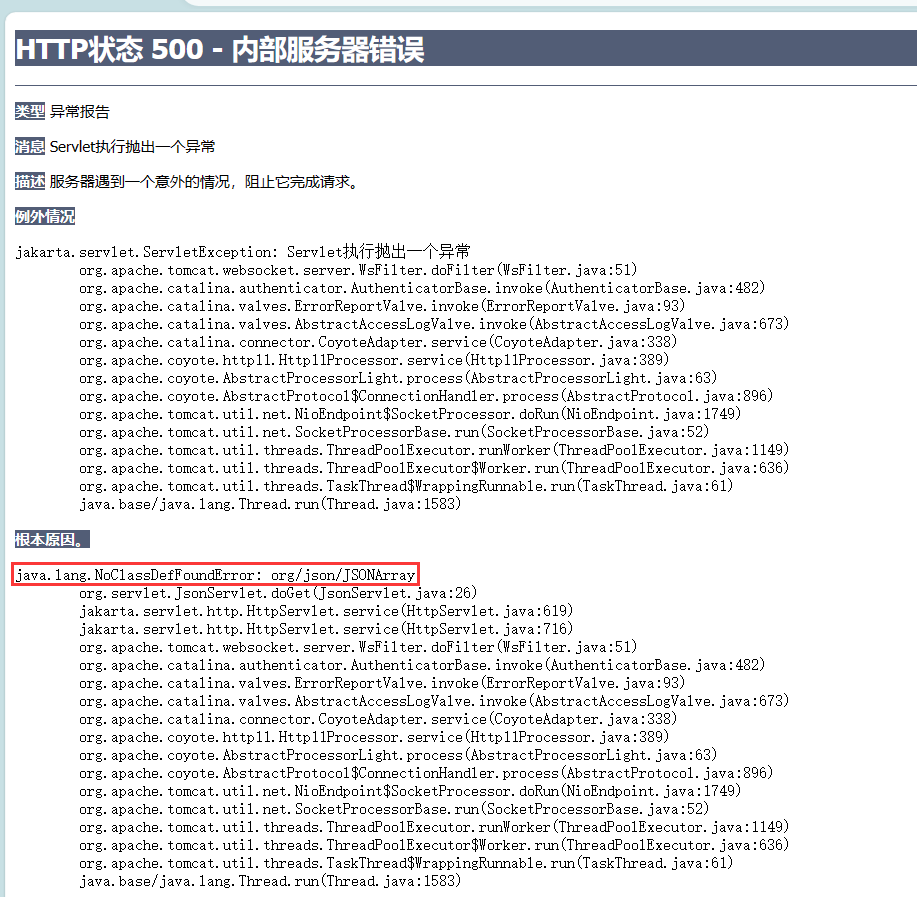 HTTP状态 500 - 内部服务器错误
类型 异常报告
消息 Servlet执行抛出一个异常
描述 服务器遇到一个意外的情况，阻止它完成请求。
例外情况
jakarta.servlet.ServletException: Servlet执行抛出一个异常
org.apache.tomcat.websocket.server.WsFilter.doFilter(WsFilter.java:51)
org.apache.catalina.authenticator.AuthenticatorBase.invoke(AuthenticatorBase.java:482)
org.apache.catalina.valves.ErrorReportValve.invoke(ErrorReportValve.java:93)
org.apache.catalina.valves.AbstractAccessLogValve.invoke(AbstractAccessLogValve.java:673)
org.apache.catalina.connector.CoyoteAdapter.service(CoyoteAdapter.java:338)
org.apache.coyote.http11.Http11Processor.service(Http11Processor.java:389)
org.apache.coyote.AbstractProcessorLight.process(AbstractProcessorLight.java:63)
org.apache.coyote.AbstractProtocol$ConnectionHandler.process(AbstractProtocol.java:896)
org.apache.tomcat.util.net.NioEndpoint$SocketProcessor.doRun(NioEndpoint.java:1749)
org.apache.tomcat.util.net.SocketProcessorBase.run(SocketProcessorBase.java:52)
org.apache.tomcat.util.threads.ThreadPoolExecutor.runWorker(ThreadPoolExecutor.java:1149)
org.apache.tomcat.util.threads.ThreadPoolExecutor$Worker.run(ThreadPoolExecutor.java:636)
org.apache.tomcat.util.threads.TaskThread$WrappingRunnable.run(TaskThread.java:61)
java.base/java.lang.Thread.run(Thread.java:1583)
根本原因。
java.lang.NoClassDefFoundError: org/json/JSONArray
org.servlet.JsonServlet.doGet(JsonServlet.java:26)
jakarta.servlet.http.HttpServlet.service(HttpServlet.java:619)
jakarta.servlet.http.HttpServlet.service(HttpServlet.java:716)
org.apache.tomcat.websocket.server.WsFilter.doFilter(WsFilter.java:51)
org.apache.catalina.authenticator.AuthenticatorBase.invoke(AuthenticatorBase.java:482)
org.apache.catalina.valves.ErrorReportValve.invoke(ErrorReportValve.java:93)
org.apache.catalina.valves.AbstractAccessLogValve.invoke(AbstractAccessLogValve.java:673)
org.apache.catalina.connector.CoyoteAdapter.service(CoyoteAdapter.java:338)
org.apache.coyote.http11.Http11Processor.service(Http11Processor.java:389)
org.apache.coyote.AbstractProcessorLight.process(AbstractProcessorLight.java:63)
org.apache.coyote.AbstractProtocol$ConnectionHandler.process(AbstractProtocol.java:896)
org.apache.tomcat.util.net.NioEndpoint$SocketProcessor.doRun(NioEndpoint.java:1749)
org.apache.tomcat.util.net.SocketProcessorBase.run(SocketProcessorBase.java:52)
org.apache.tomcat.util.threads.ThreadPoolExecutor.runWorker(ThreadPoolExecutor.java:1149)
org.apache.tomcat.util.threads.ThreadPoolExecutor$Worker.run(ThreadPoolExecutor.java:636)
org.apache.tomcat.util.threads.TaskThread$WrappingRunnable.run(TaskThread.java:61)
java.base/java.lang.Thread.run(Thread.java:1583)